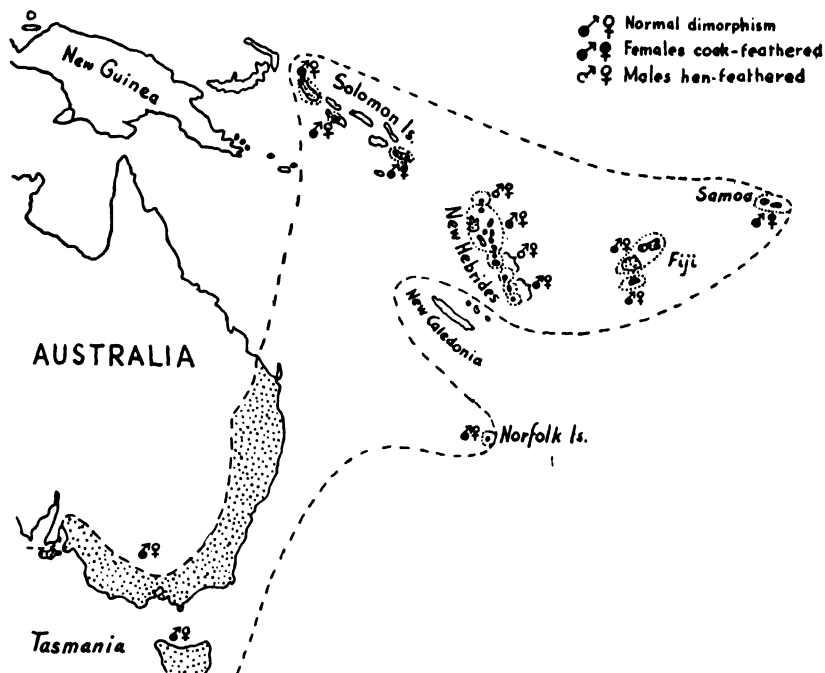 ♂♀ Normal dimorphism
♂♀ Females cock-feathered
♂♀ Males hen-feathered
New Guinea
Solomon Is.
Samoa
New Hebrides
Fiji
New Caledonia
AUSTRALIA
Norfolk Is.
Tasmania